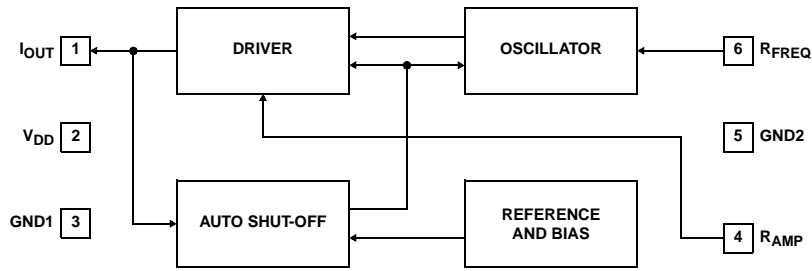 I_OUT 1 DRIVER OSCILLATOR 6 R_FREQ
V_DD 2 5 GND2
GND1 3 AUTO SHUT-OFF REFERENCE
AND BIAS 4 R_AMP